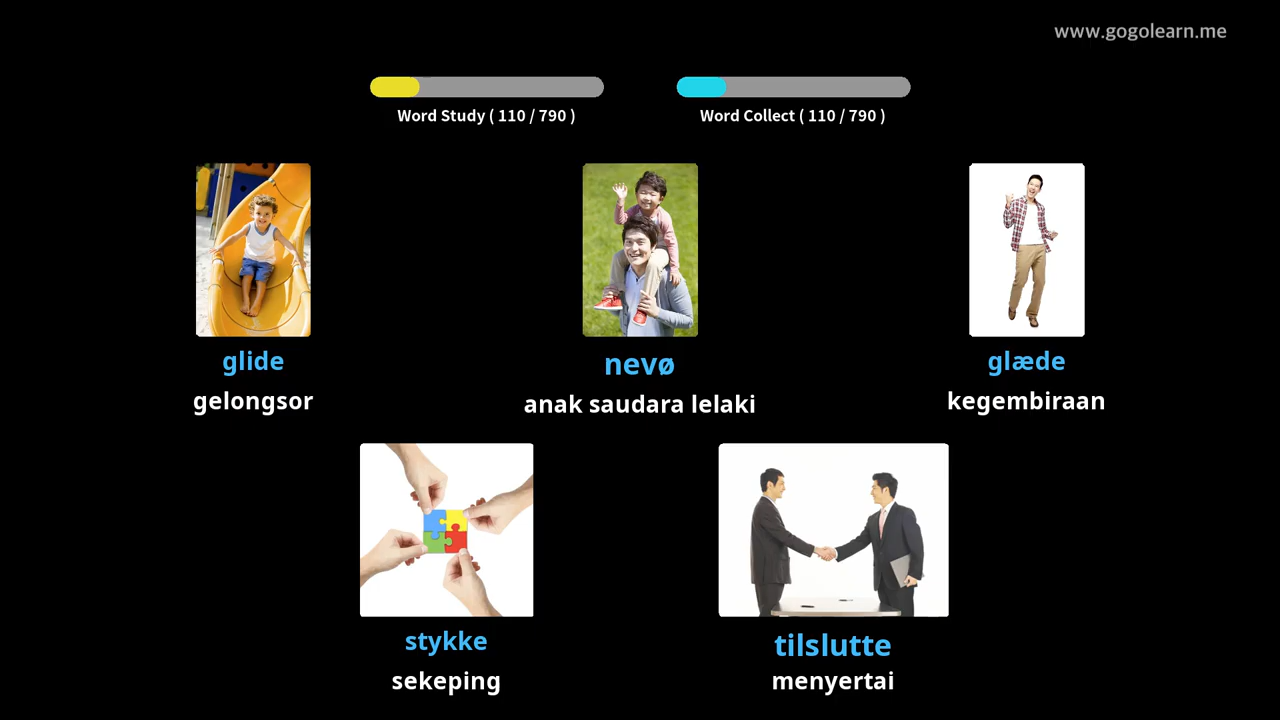 www.gogolearn.me
Word Study ( 110 / 790 )
Word Collect ( 110 / 790 )
glide
gelongsor
nevø
anak saudara lelaki
glæde
kegembiraan
stykke
sekeping
tilslutte
menyertai